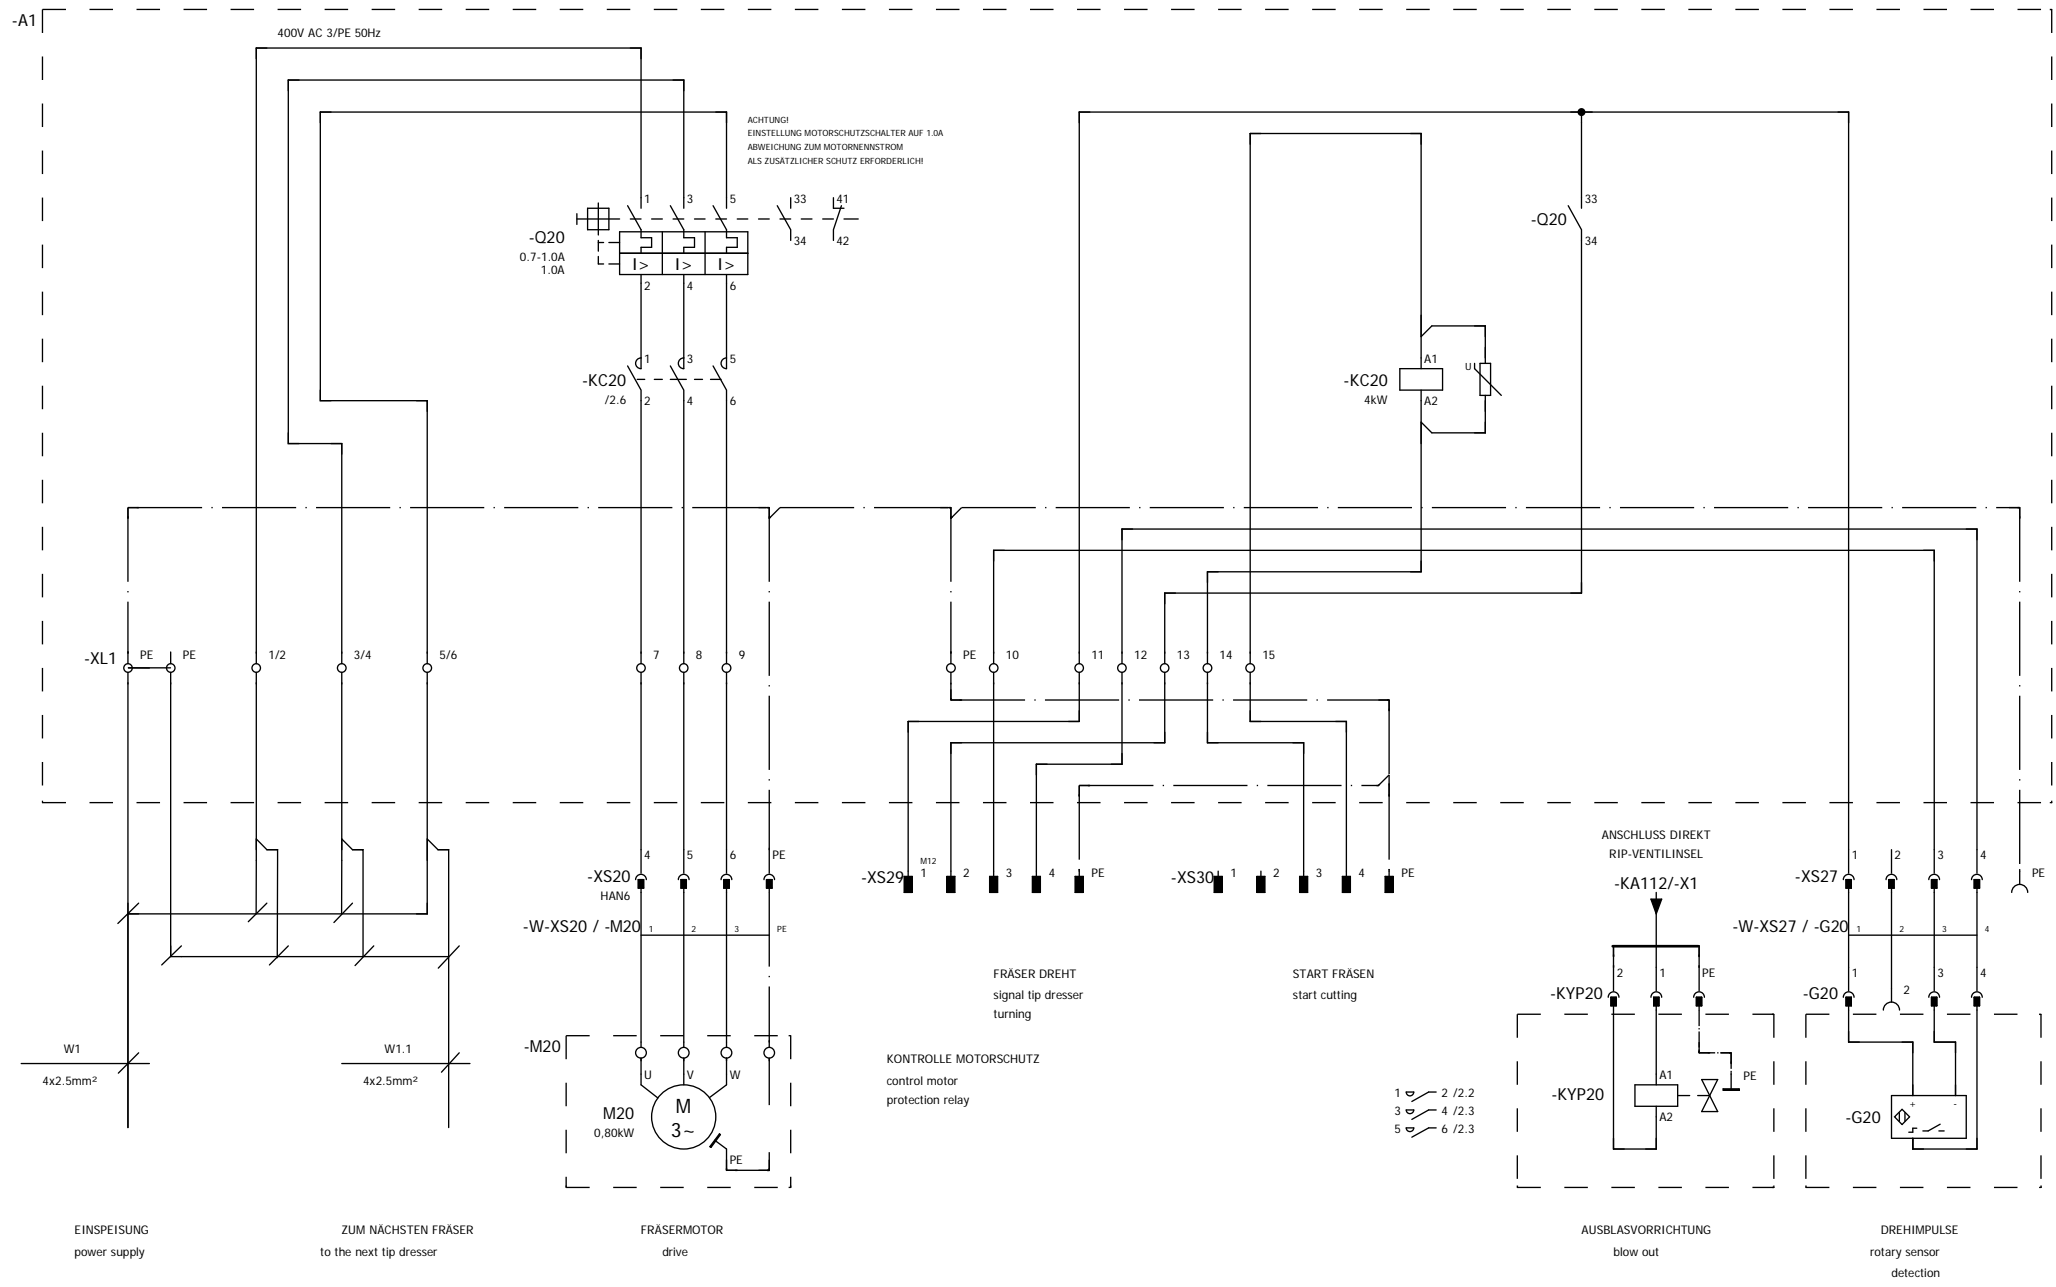 -A1
400V AC 3/PE 50Hz
ACHTUNG!
EINSTELLUNG MOTORSCHUTZSCHALTER AUF 1.0A
ABWEICHUNG ZUM MOTORNENNSTROM
ALS ZUSÄTZLICHER SCHUTZ ERFORDERLICH!
1 3 5 33 41
-Q20
0.7-1.0A
1.0A
I> I> I>
34 42
2 4 6
33
-Q20
34
1 3 5
-KC20
/2.6
2 4 6
A1
-KC20
4kW
A2
U
-XL1 PE PE 1/2 3/4 5/6 7 8 9 PE 10 11 12 13 14 15
4 5 6 PE
-XS20
HAN6
-W-XS20 / -M20 1 2 3 PE
M12
-XS29 1 2 3 4 PE
-XS30 1 2 3 4 PE
ANSCHLUSS DIREKT
RIP-VENTILINSEL
-KA112/-X1
1 2 3 4 PE
-XS27
-W-XS27 / -G20 1 2 3 4
FRÄSER DREHT
signal tip dresser
turning
START FRÄSEN
start cutting
2 1 PE
-KYP20
1 2 3 4
-G20
W1
4x2.5mm²
W1.1
4x2.5mm²
-M20
U V W
M20
0,80kW
M
3~
PE
KONTROLLE MOTORSCHUTZ
control motor
protection relay
1 2 /2.2
3 4 /2.3
5 6 /2.3
-KYP20
A1
A2
PE
-G20
+ -
EINSPEISUNG
power supply
ZUM NÄCHSTEN FRÄSER
to the next tip dresser
FRÄSERMOTOR
drive
AUSBLASVORRICHTUNG
blow out
DREHIMPULSE
rotary sensor
detection